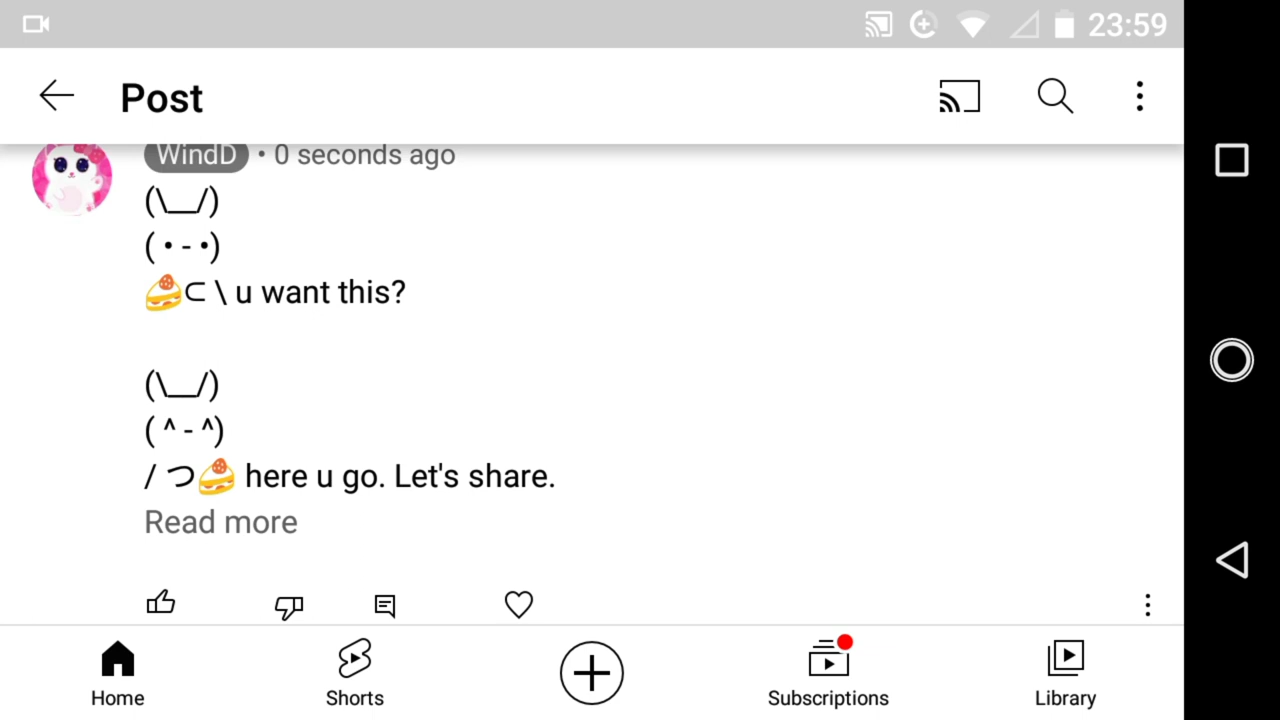 23:59
Post
WindD • 0 seconds ago
(\__/)
( • - •)
🍰⊂ \ u want this?
(\__/)
( ^ - ^)
/ つ🍰 here u go. Let's share.
Read more
Home
Shorts
Subscriptions
Library